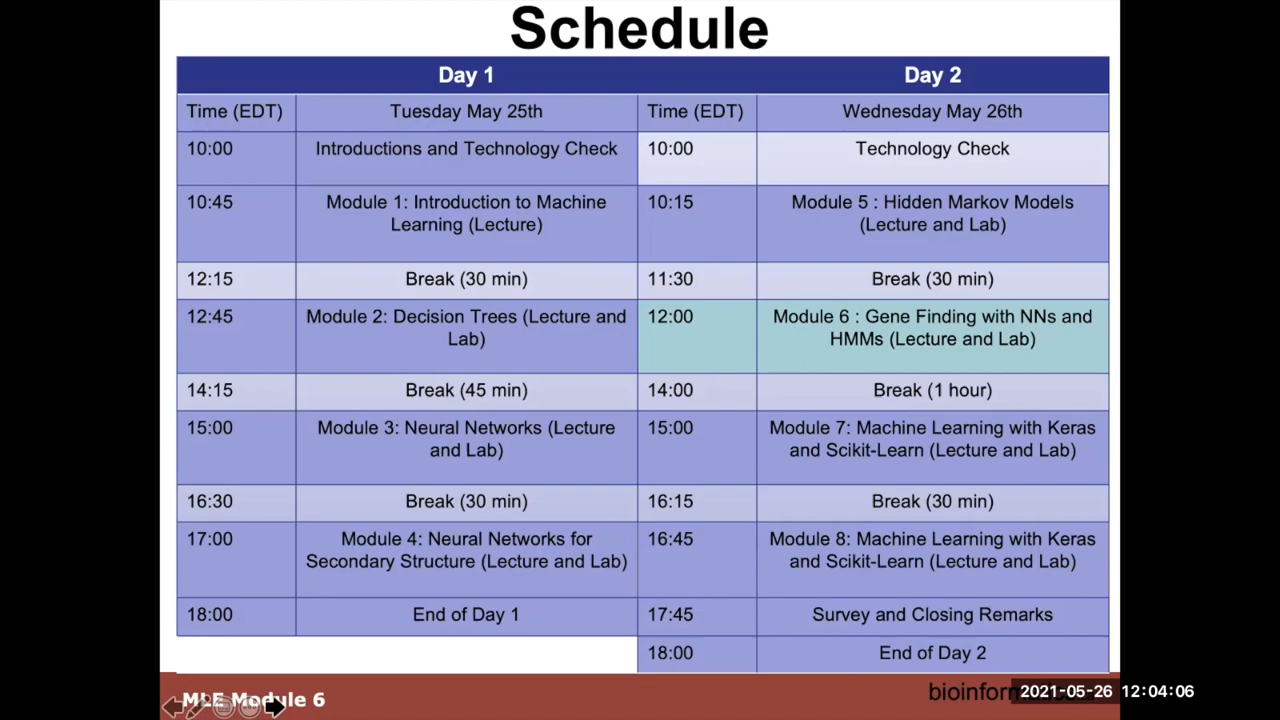 Schedule
Day 1 Day 2
Time (EDT) Tuesday May 25th Time (EDT) Wednesday May 26th
10:00 Introductions and Technology Check 10:00 Technology Check
10:45 Module 1: Introduction to Machine 10:15 Module 5 : Hidden Markov Models
Learning (Lecture) (Lecture and Lab)
12:15 Break (30 min) 11:30 Break (30 min)
12:45 Module 2: Decision Trees (Lecture and 12:00 Module 6 : Gene Finding with NNs and
Lab) HMMs (Lecture and Lab)
14:15 Break (45 min) 14:00 Break (1 hour)
15:00 Module 3: Neural Networks (Lecture 15:00 Module 7: Machine Learning with Keras
and Lab) and Scikit-Learn (Lecture and Lab)
16:30 Break (30 min) 16:15 Break (30 min)
17:00 Module 4: Neural Networks for 16:45 Module 8: Machine Learning with Keras
Secondary Structure (Lecture and Lab) and Scikit-Learn (Lecture and Lab)
18:00 End of Day 1 17:45 Survey and Closing Remarks
18:00 End of Day 2
MLE Module 6
2021-05-26 12:04:06